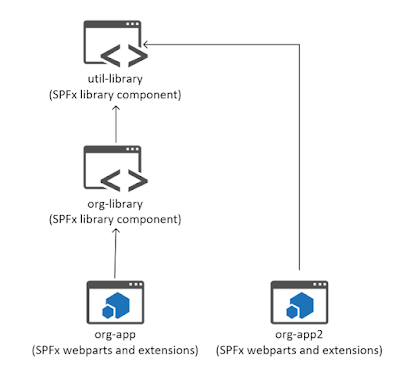 util-library
(SPFx library component)
org-library
(SPFx library component)
org-app
(SPFx webparts and extensions)
org-app2
(SPFx webparts and extensions)